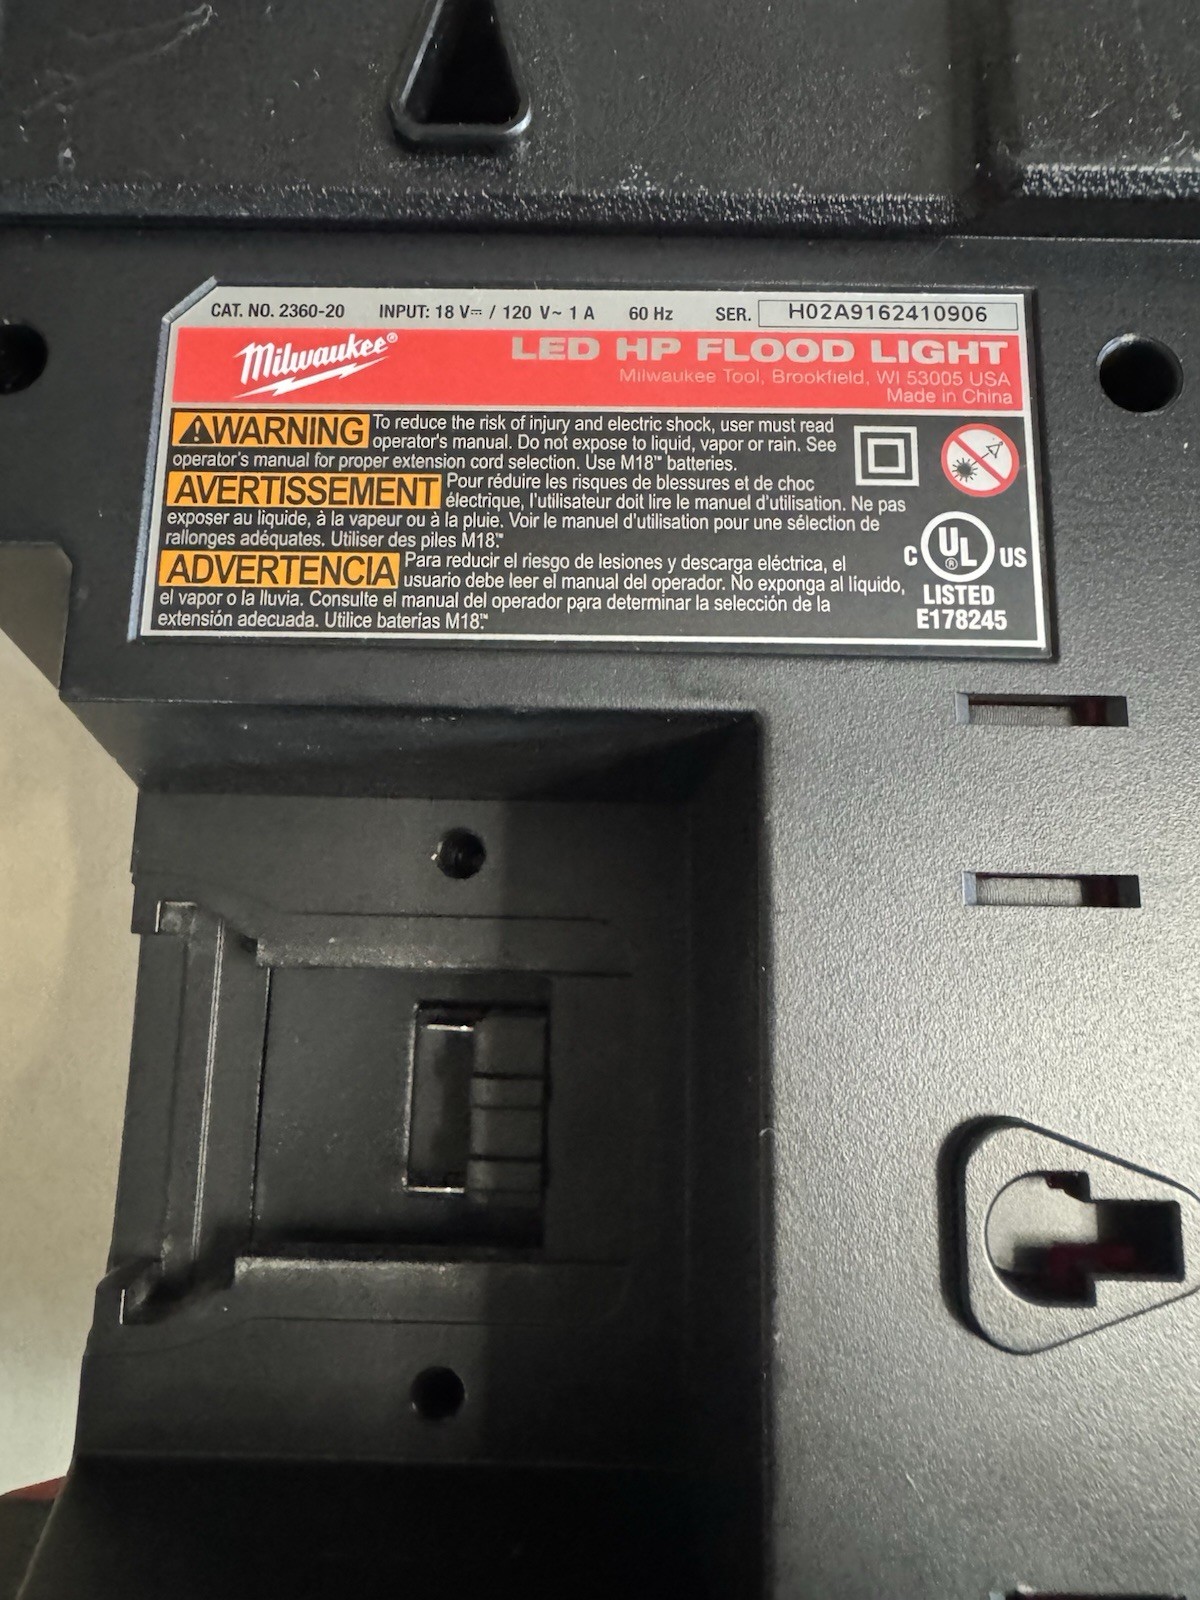 CAT. NO. 2360-20 INPUT: 18 V⎓ / 120 V~ 1 A 60 Hz SER. H02A9162410906
Milwaukee®
LED HP FLOOD LIGHT
Milwaukee Tool, Brookfield, WI 53005 USA
Made in China
⚠WARNING To reduce the risk of injury and electric shock, user must read
operator's manual. Do not expose to liquid, vapor or rain. See
operator's manual for proper extension cord selection. Use M18™ batteries.
AVERTISSEMENT Pour réduire les risques de blessures et de choc
électrique, l'utilisateur doit lire le manuel d'utilisation. Ne pas
exposer au liquide, à la vapeur ou à la pluie. Voir le manuel d'utilisation pour une sélection de
rallonges adéquates. Utiliser des piles M18™.
ADVERTENCIA Para reducir el riesgo de lesiones y descarga eléctrica, el
usuario debe leer el manual del operador. No exponga al líquido,
el vapor o la lluvia. Consulte el manual del operador para determinar la selección de la
extensión adecuada. Utilice baterías M18™.
C UL® US
LISTED
E178245